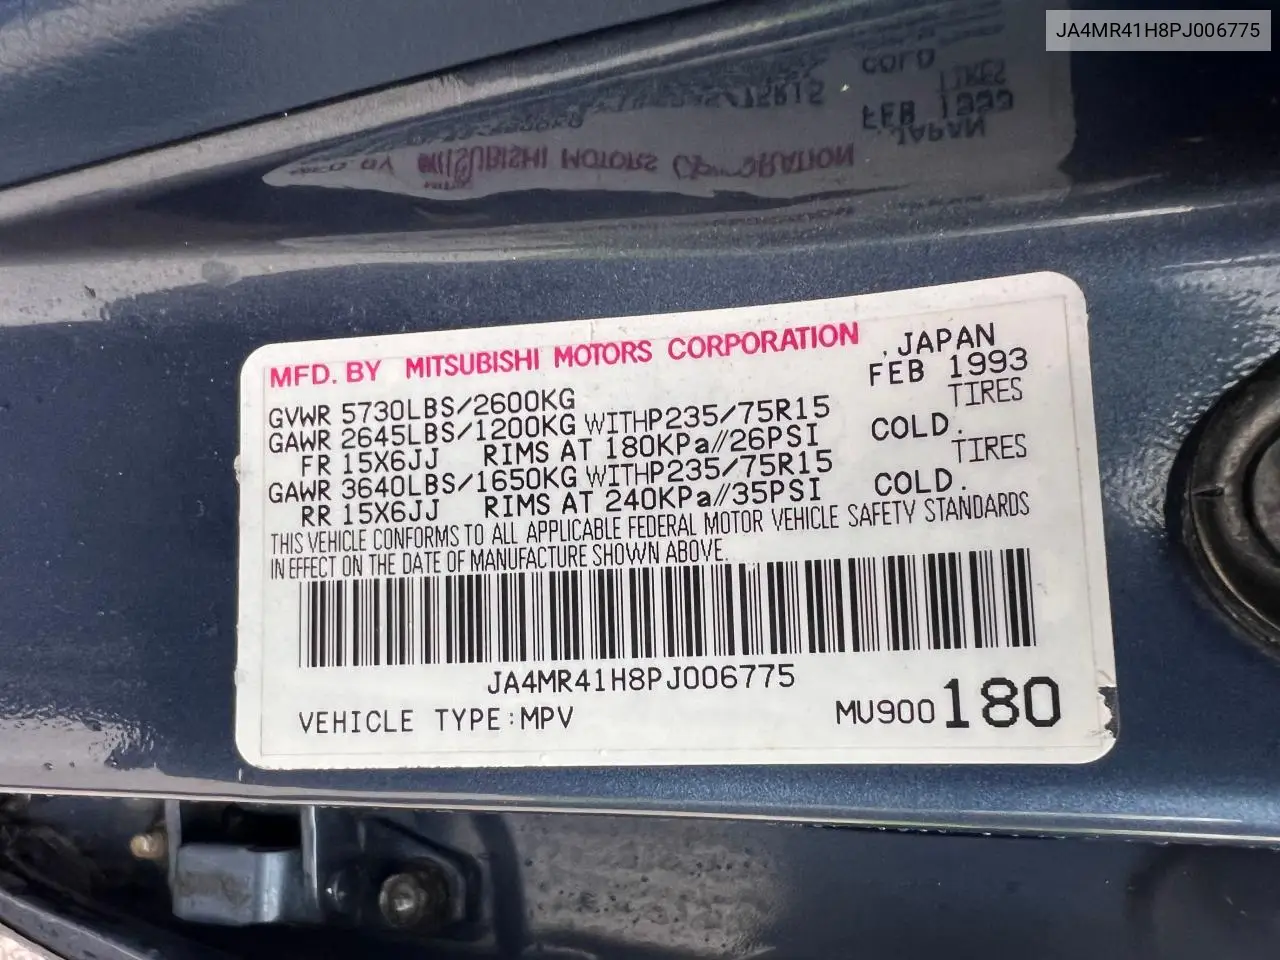 JA4MR41H8PJ006775
MFD. BY MITSUBISHI MOTORS CORPORATION , JAPAN
FEB 1993
GVWR 5730LBS/2600KG
GAWR 2645LBS/1200KG WITHP235/75R15 TIRES
FR 15X6JJ RIMS AT 180KPa//26PSI COLD.
GAWR 3640LBS/1650KG WITHP235/75R15 TIRES
RR 15X6JJ RIMS AT 240KPa//35PSI COLD.
THIS VEHICLE CONFORMS TO ALL APPLICABLE FEDERAL MOTOR VEHICLE SAFETY STANDARDS
IN EFFECT ON THE DATE OF MANUFACTURE SHOWN ABOVE.
JA4MR41H8PJ006775
VEHICLE TYPE:MPV MU900180